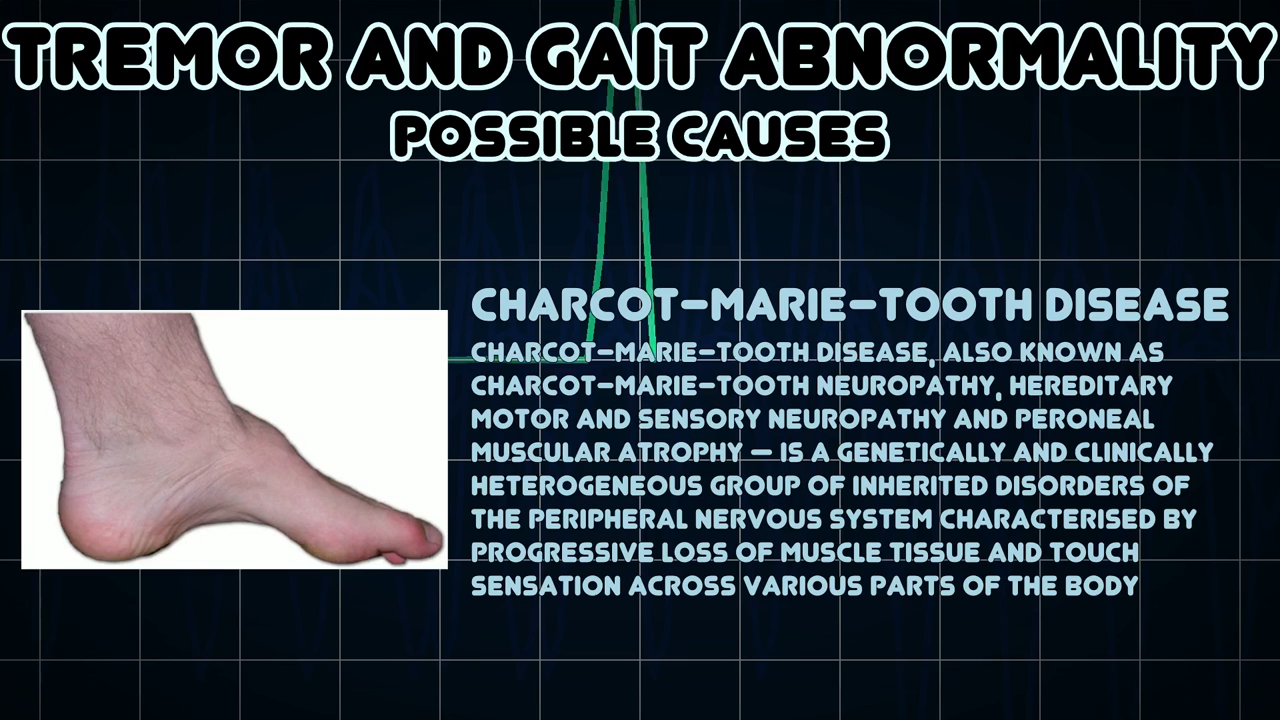 TREMOR AND GAIT ABNORMALITY
POSSIBLE CAUSES
CHARCOT-MARIE-TOOTH DISEASE
CHARCOT-MARIE-TOOTH DISEASE, ALSO KNOWN AS
CHARCOT-MARIE-TOOTH NEUROPATHY, HEREDITARY
MOTOR AND SENSORY NEUROPATHY AND PERONEAL
MUSCULAR ATROPHY — IS A GENETICALLY AND CLINICALLY
HETEROGENEOUS GROUP OF INHERITED DISORDERS OF
THE PERIPHERAL NERVOUS SYSTEM CHARACTERISED BY
PROGRESSIVE LOSS OF MUSCLE TISSUE AND TOUCH
SENSATION ACROSS VARIOUS PARTS OF THE BODY